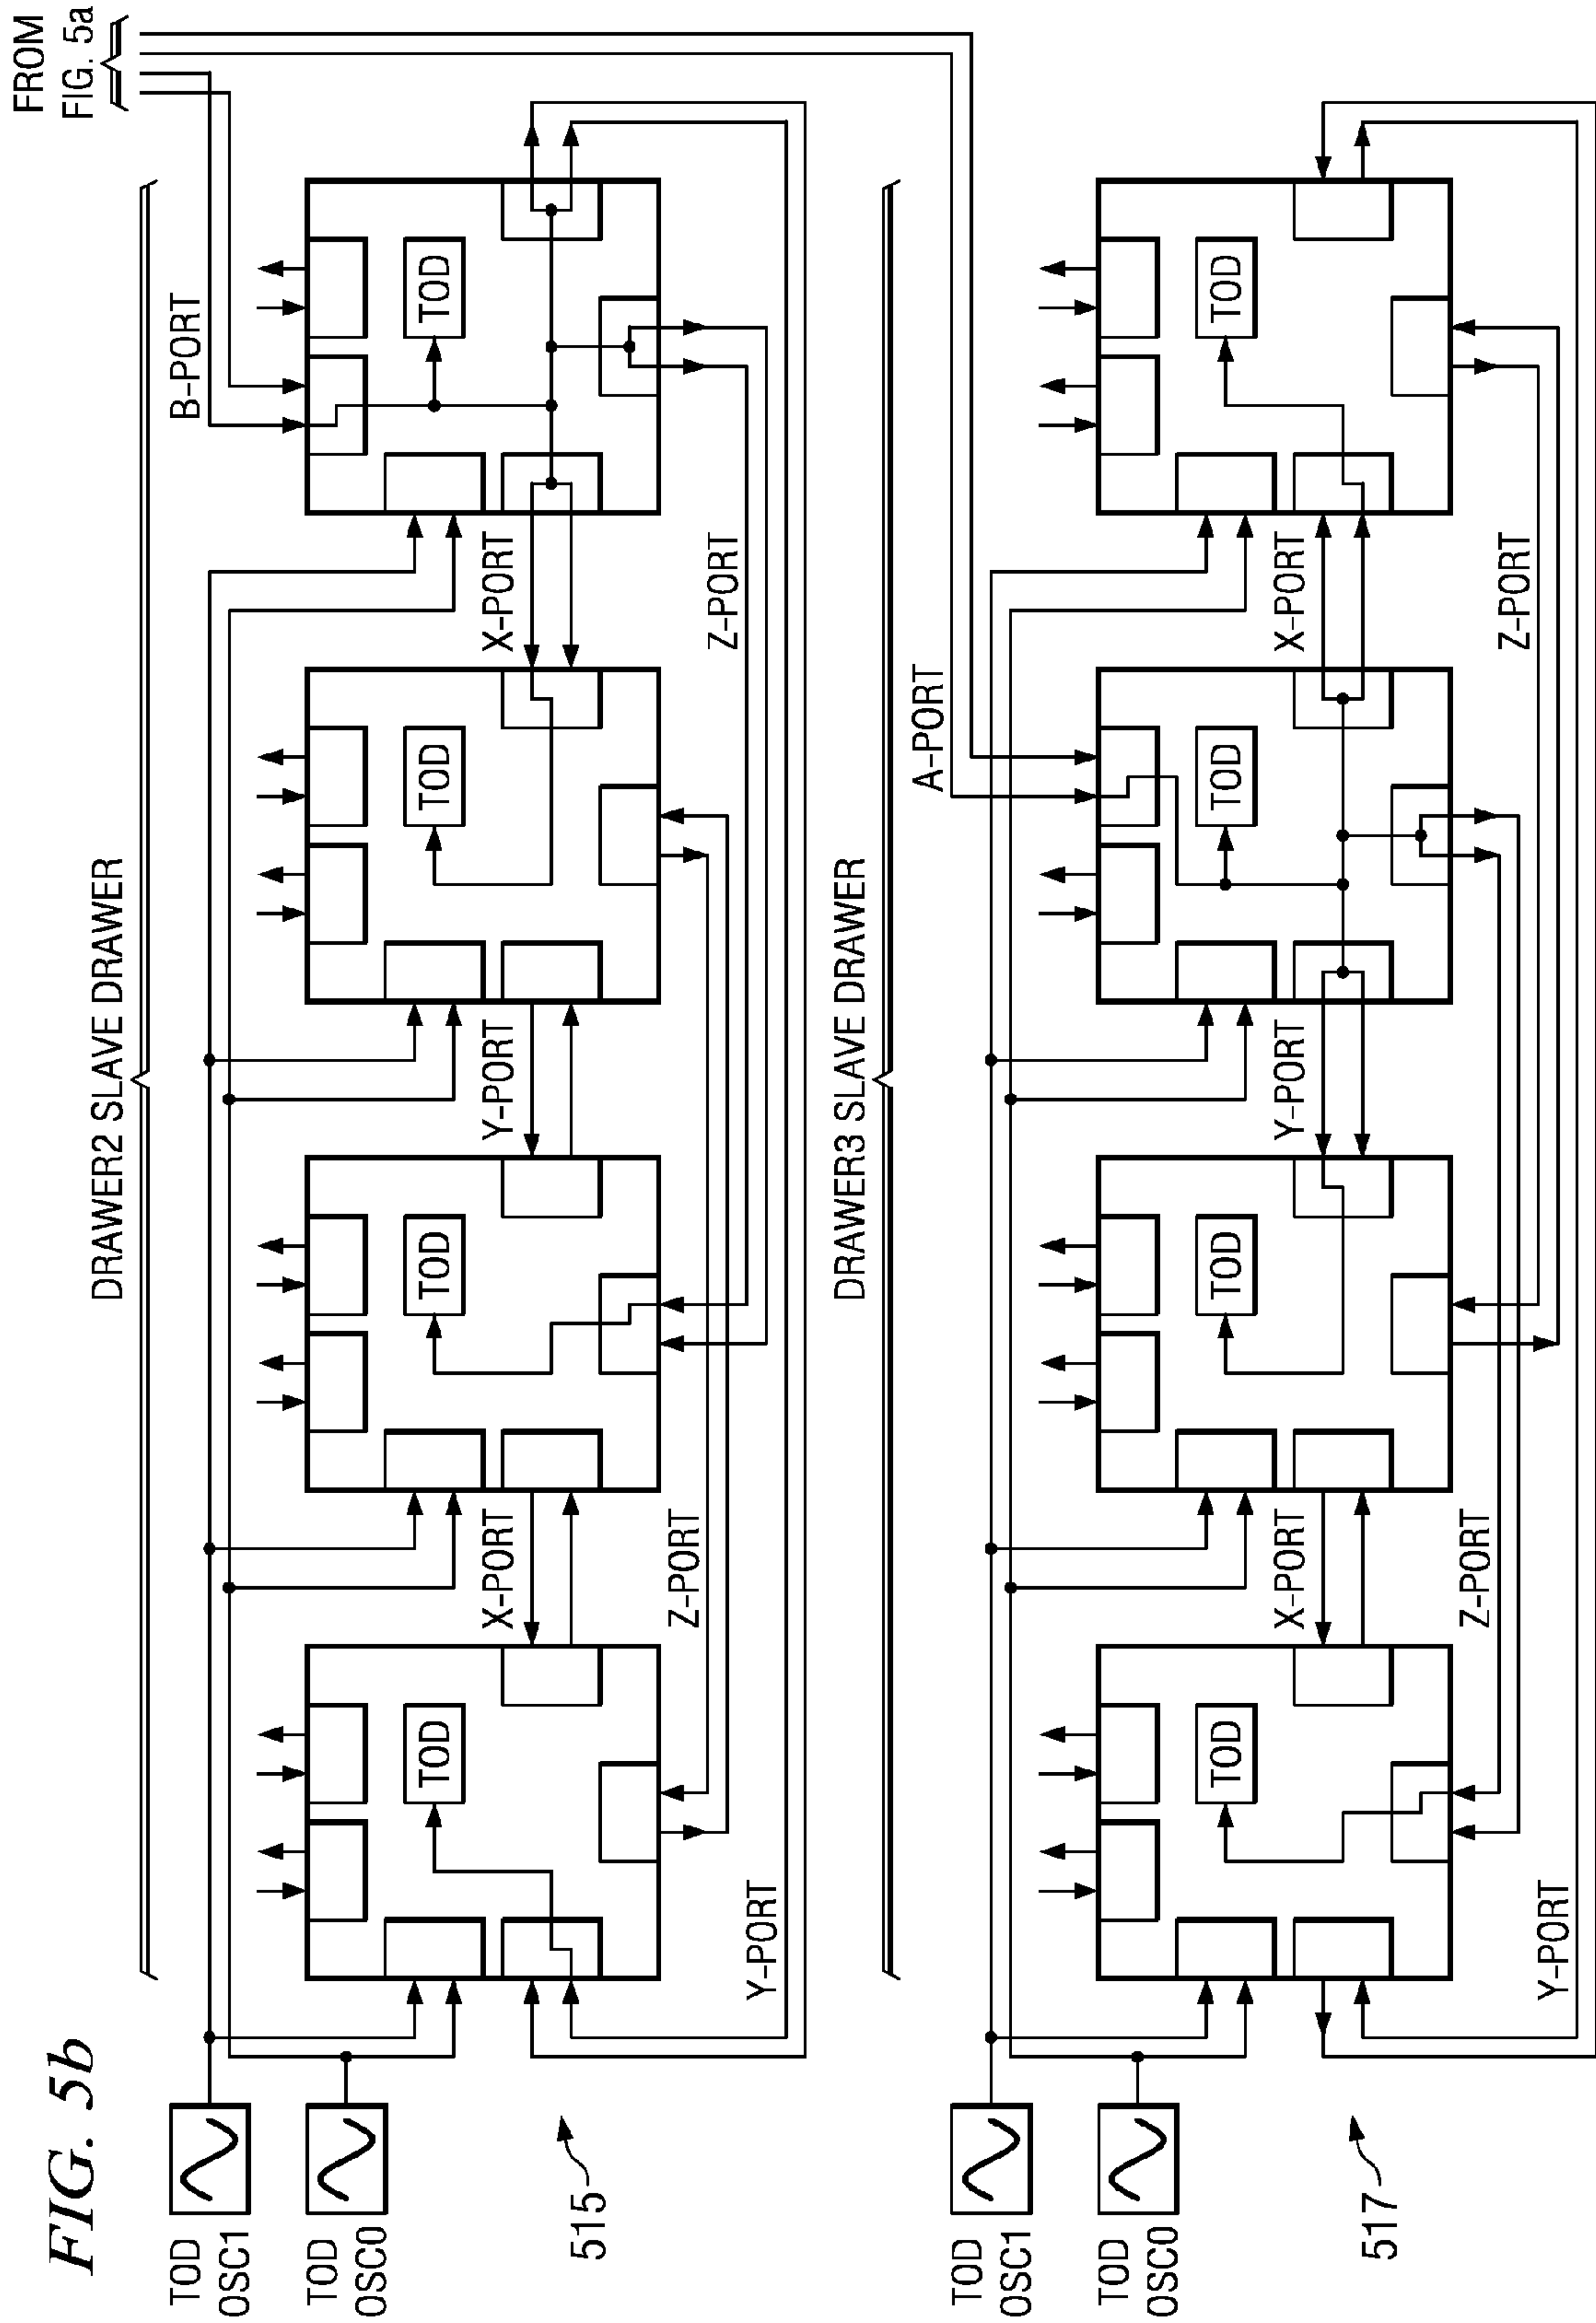 FIG. 5b
FROM
FIG. 5a
DRAWER2 SLAVE DRAWER
B-PORT
TOD
OSC1
TOD
OSC0
TOD
TOD
TOD
TOD
X-PORT
Y-PORT
X-PORT
Z-PORT
Z-PORT
Y-PORT
515
DRAWER3 SLAVE DRAWER
A-PORT
TOD
OSC1
TOD
OSC0
TOD
TOD
TOD
TOD
X-PORT
Y-PORT
X-PORT
Z-PORT
Z-PORT
Y-PORT
517